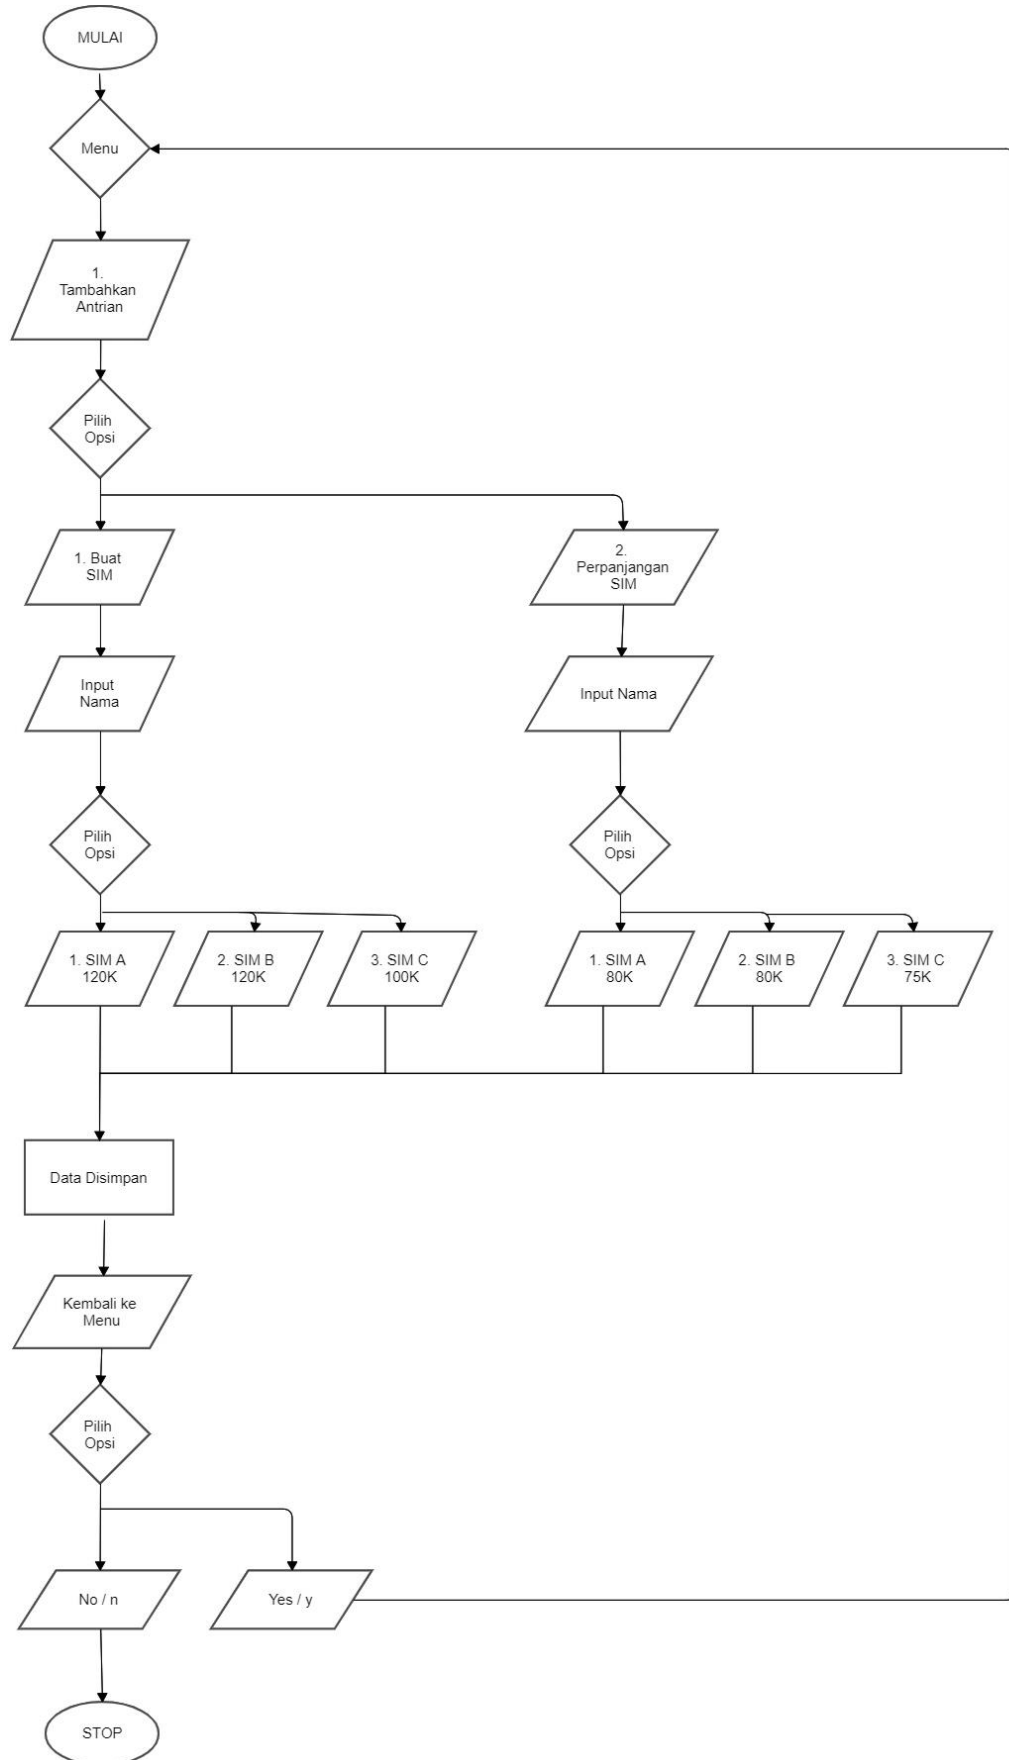 MULAI
Menu
1.
Tambahkan
Antrian
Pilih
Opsi
1. Buat
SIM
2.
Perpanjangan
SIM
Input
Nama
Input Nama
Pilih
Opsi
Pilih
Opsi
1. SIM A
120K
2. SIM B
120K
3. SIM C
100K
1. SIM A
80K
2. SIM B
80K
3. SIM C
75K
Data Disimpan
Kembali ke
Menu
Pilih
Opsi
No / n
Yes / y
STOP